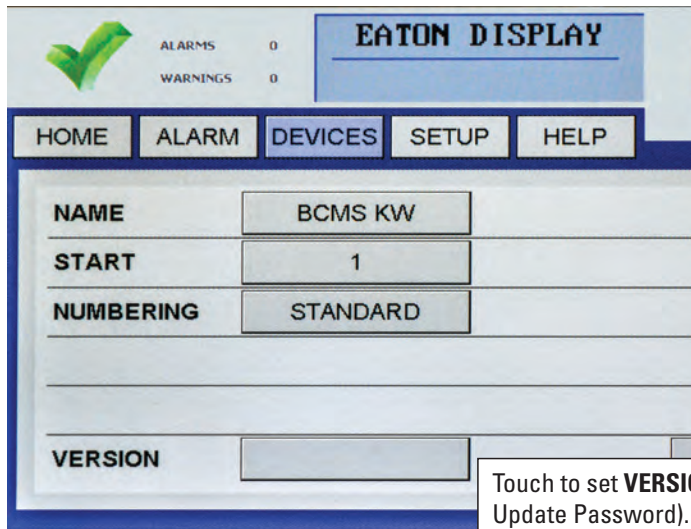 ALARMS 0
EATON DISPLAY
WARNINGS 0
HOME ALARM DEVICES SETUP HELP
NAME BCMS KW
START 1
NUMBERING STANDARD
VERSION
Touch to set
Update Password).